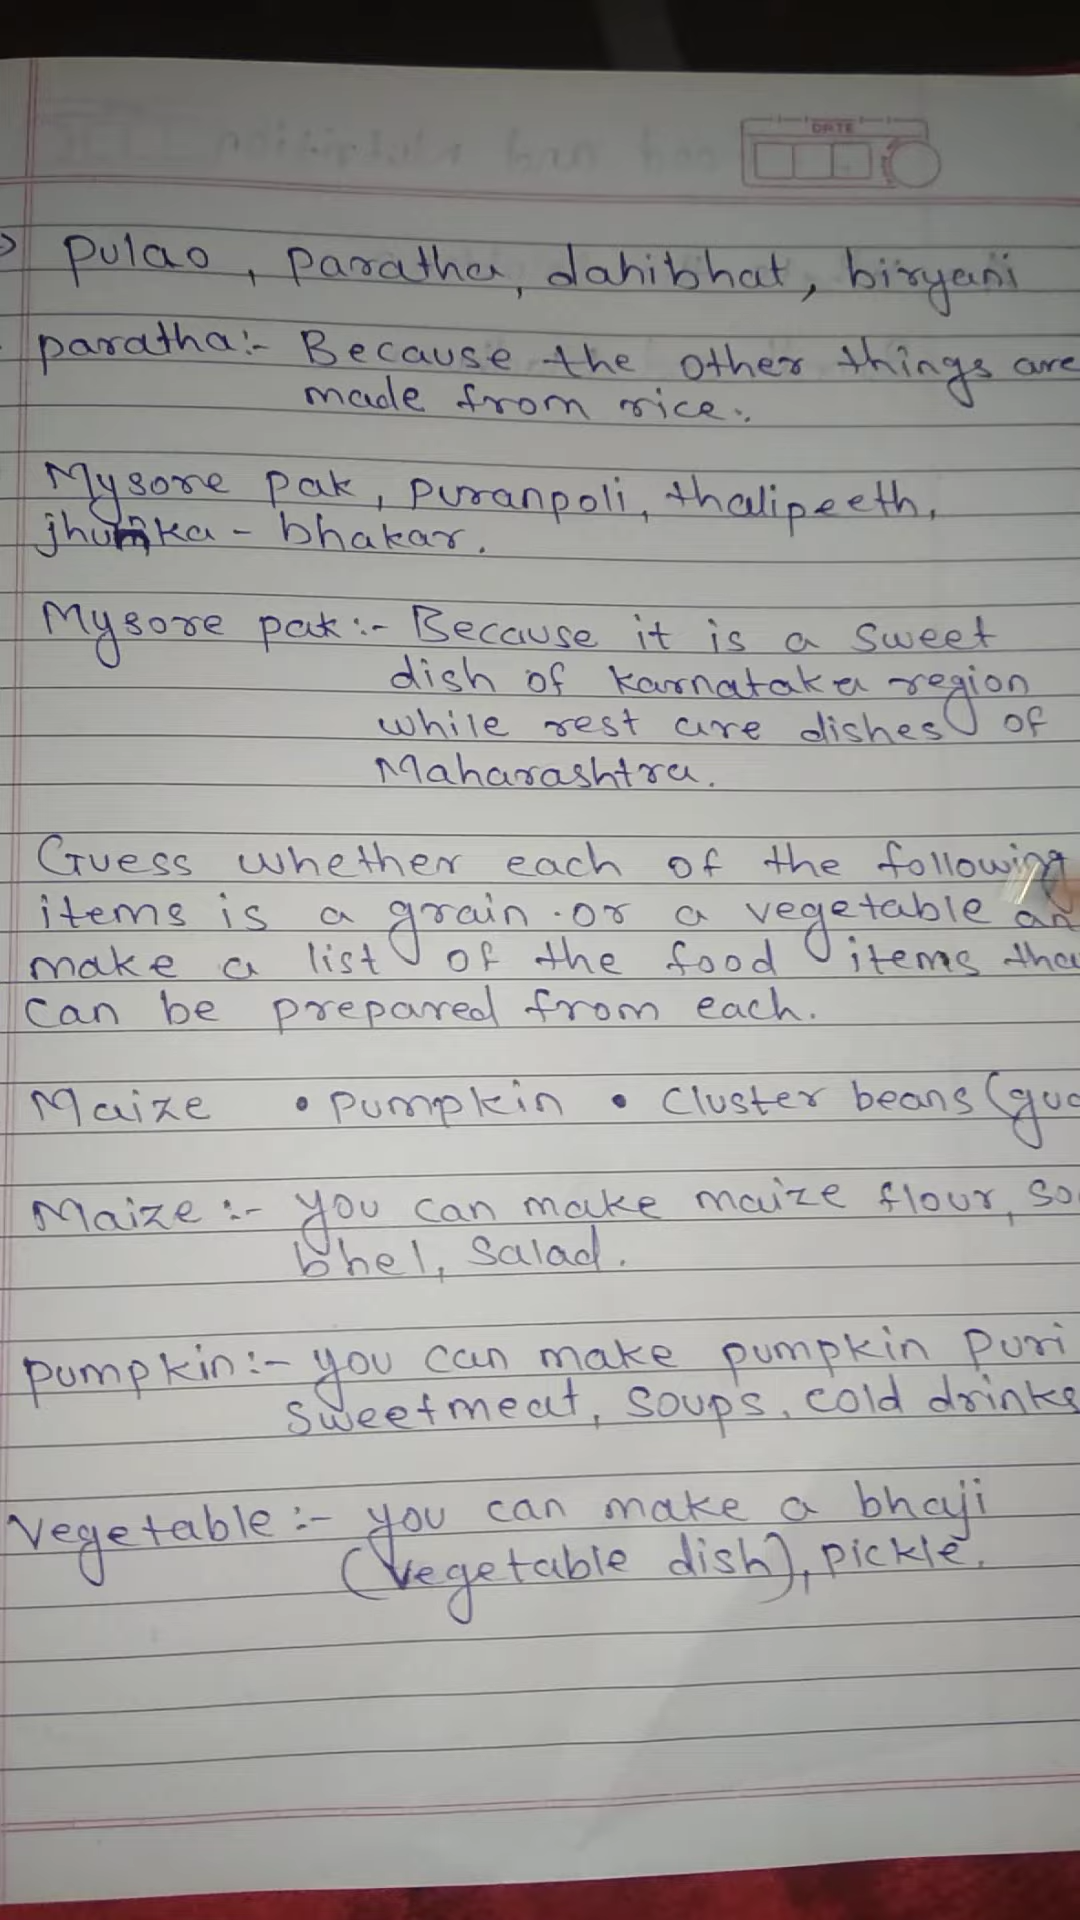 DATE
pulao, paratha, dahibhat, biryani
paratha:- Because the other things are
made from rice.
Mysore pak, puranpoli, thalipeeth,
jhunka - bhakar.
Mysore pak:- Because it is a sweet
dish of karnataka region
while rest are dishes of
Maharashtra.
Guess whether each of the following
items is a grain or a vegetable an
make a list of the food items tha
can be prepared from each.
Maize • pumpkin • cluster beans (gua
Maize:- you can make maize flour, so
bhel, salad.
pumpkin:- you can make pumpkin puri
sweetmeat, soups, cold drinks
Vegetable:- you can make a bhaji
(vegetable dish), pickle.